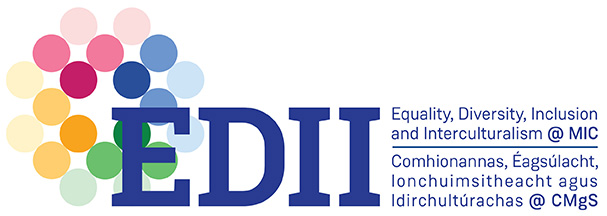 EDII
Equality, Diversity, Inclusion
and Interculturalism @ MIC
Comhionannas, Éagsúlacht,
Ionchuimsitheacht agus
Idirchultúrachas @ CMgS